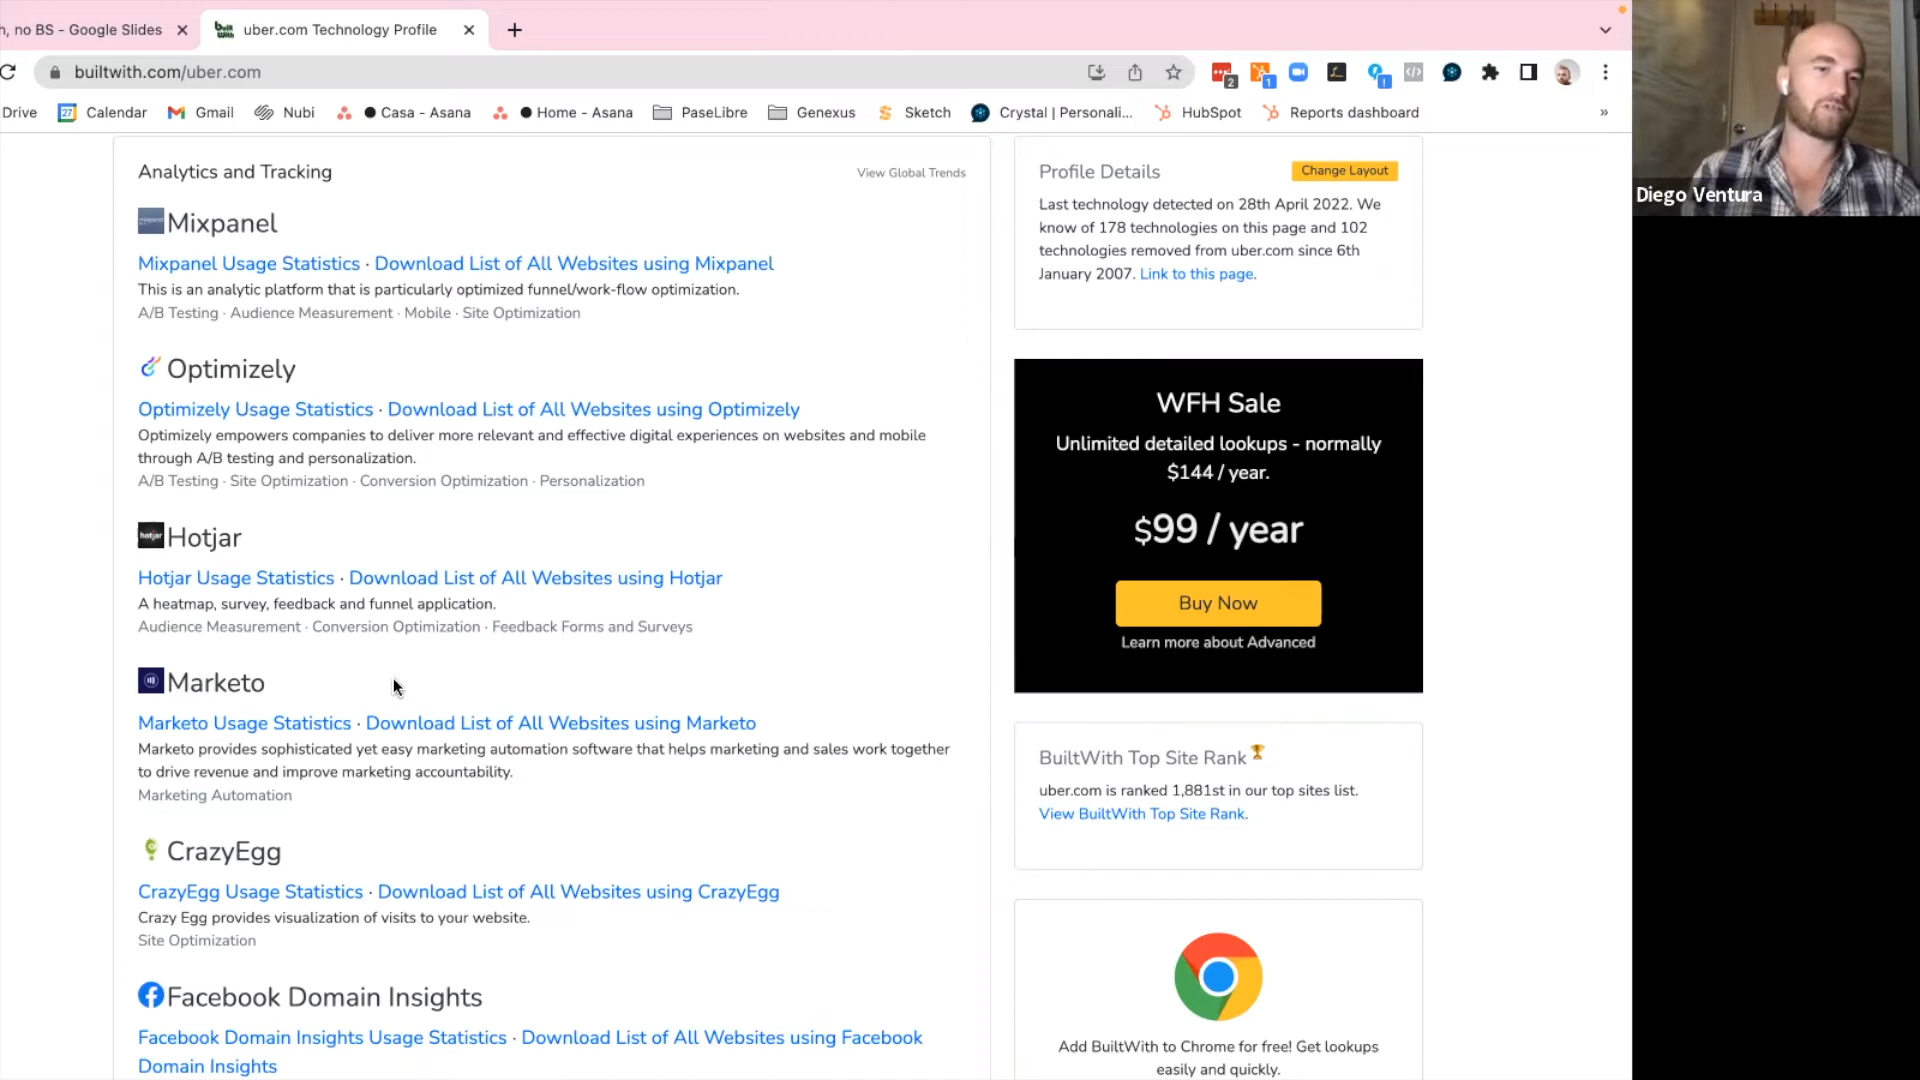 h, no BS - Google Slides
uber.com Technology Profile
builtwith.com/uber.com
2
1
!
Drive
27
Calendar
Gmail
Nubi
Casa - Asana
Home - Asana
PaseLibre
Genexus
Sketch
Crystal | Personali...
HubSpot
Reports dashboard
»
Diego Ventura
Analytics and Tracking
View Global Trends
Mixpanel
Mixpanel Usage Statistics · Download List of All Websites using Mixpanel
This is an analytic platform that is particularly optimized funnel/work-flow optimization.
A/B Testing · Audience Measurement · Mobile · Site Optimization
Optimizely
Optimizely Usage Statistics · Download List of All Websites using Optimizely
Optimizely empowers companies to deliver more relevant and effective digital experiences on websites and mobile
through A/B testing and personalization.
A/B Testing · Site Optimization · Conversion Optimization · Personalization
hotjar
Hotjar
Hotjar Usage Statistics · Download List of All Websites using Hotjar
A heatmap, survey, feedback and funnel application.
Audience Measurement · Conversion Optimization · Feedback Forms and Surveys
Marketo
Marketo Usage Statistics · Download List of All Websites using Marketo
Marketo provides sophisticated yet easy marketing automation software that helps marketing and sales work together
to drive revenue and improve marketing accountability.
Marketing Automation
CrazyEgg
CrazyEgg Usage Statistics · Download List of All Websites using CrazyEgg
Crazy Egg provides visualization of visits to your website.
Site Optimization
Facebook Domain Insights
Facebook Domain Insights Usage Statistics · Download List of All Websites using Facebook
Domain Insights
Profile Details
Change Layout
Last technology detected on 28th April 2022. We
know of 178 technologies on this page and 102
technologies removed from uber.com since 6th
January 2007. Link to this page.
WFH Sale
Unlimited detailed lookups - normally
$144 / year.
$99 / year
Buy Now
Learn more about Advanced
BuiltWith Top Site Rank
uber.com is ranked 1,881st in our top sites list.
View BuiltWith Top Site Rank.
Add BuiltWith to Chrome for free! Get lookups
easily and quickly.